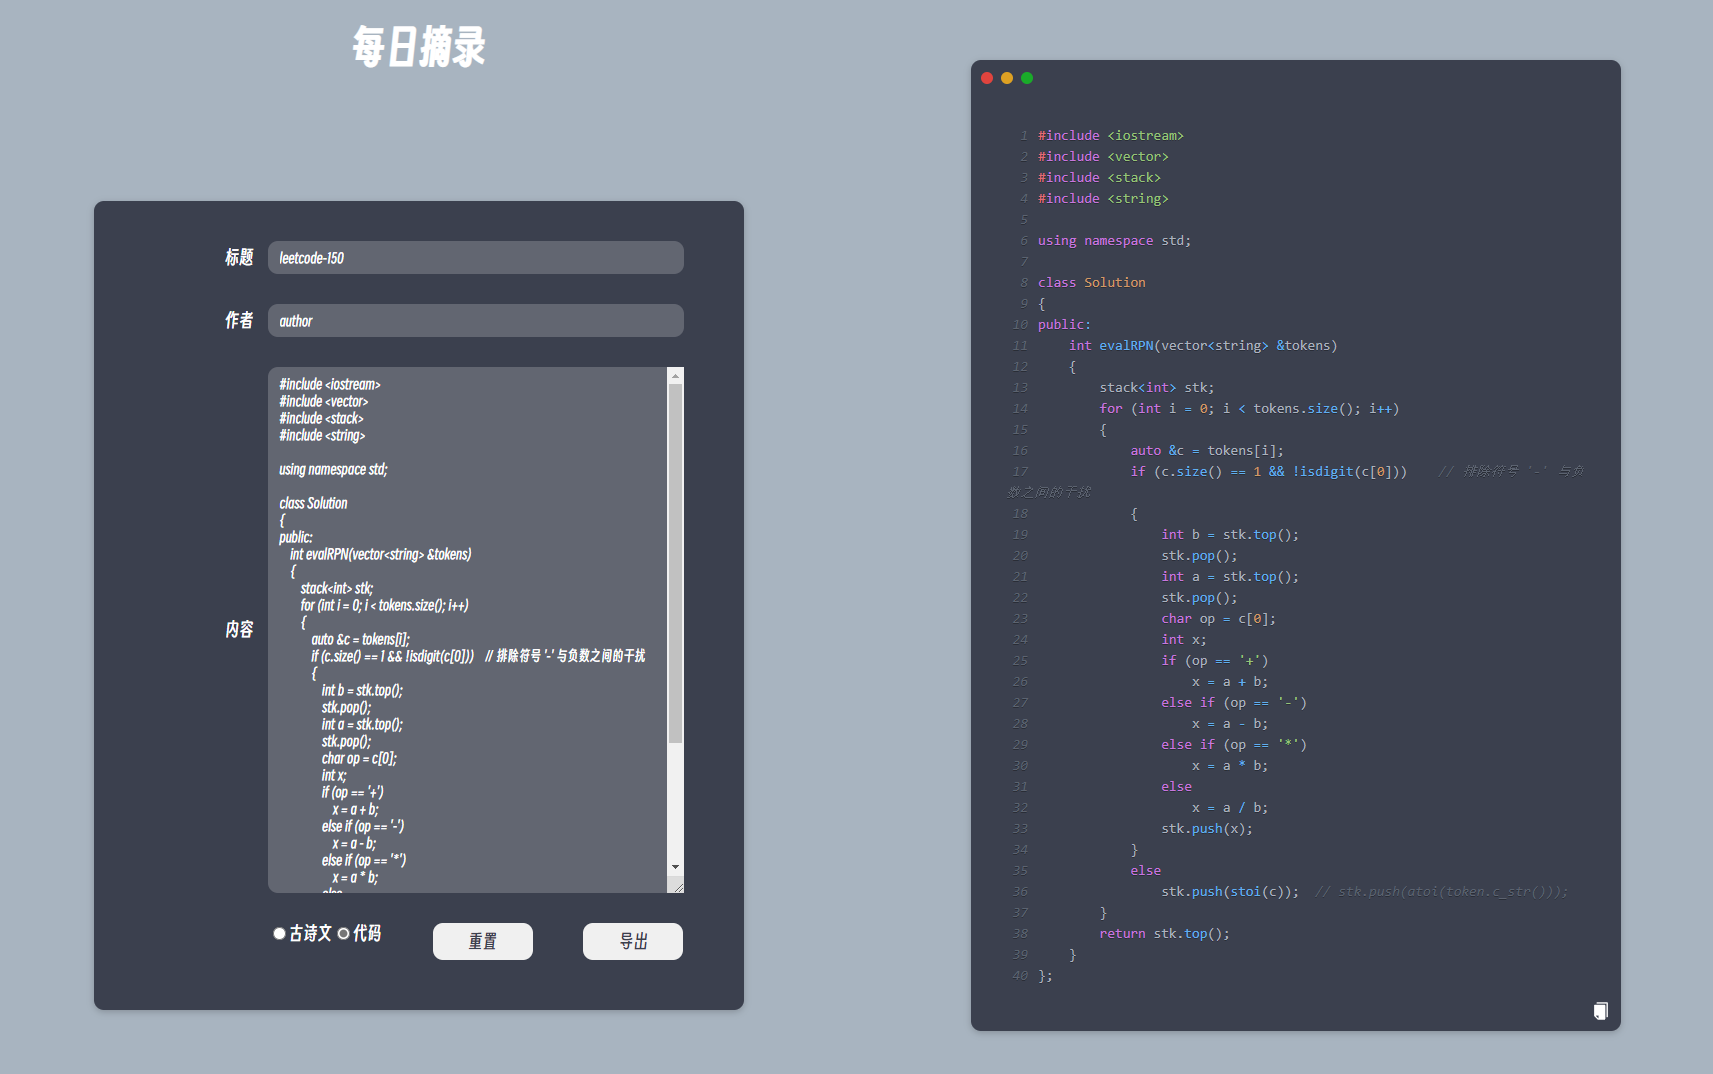 每日摘录
标题
leetcode-150
作者
author
内容
#include <iostream>
#include <vector>
#include <stack>
#include <string>

using namespace std;

class Solution
{
public:
    int evalRPN(vector<string> &tokens)
    {
        stack<int> stk;
        for (int i = 0; i < tokens.size(); i++)
        {
            auto &c = tokens[i];
            if (c.size() == 1 && !isdigit(c[0]))    // 排除符号 '-' 与负数之间的干扰
            {
                int b = stk.top();
                stk.pop();
                int a = stk.top();
                stk.pop();
                char op = c[0];
                int x;
                if (op == '+')
                    x = a + b;
                else if (op == '-')
                    x = a - b;
                else if (op == '*')
                    x = a * b;
                else
古诗文 代码
重置
导出
1 #include <iostream>
2 #include <vector>
3 #include <stack>
4 #include <string>
5
6 using namespace std;
7
8 class Solution
9 {
10 public:
11     int evalRPN(vector<string> &tokens)
12     {
13         stack<int> stk;
14         for (int i = 0; i < tokens.size(); i++)
15         {
16             auto &c = tokens[i];
17             if (c.size() == 1 && !isdigit(c[0]))    // 排除符号 '-' 与负
数之间的干扰
18             {
19                 int b = stk.top();
20                 stk.pop();
21                 int a = stk.top();
22                 stk.pop();
23                 char op = c[0];
24                 int x;
25                 if (op == '+')
26                     x = a + b;
27                 else if (op == '-')
28                     x = a - b;
29                 else if (op == '*')
30                     x = a * b;
31                 else
32                     x = a / b;
33                 stk.push(x);
34             }
35             else
36                 stk.push(stoi(c));  // stk.push(atoi(token.c_str()));
37         }
38         return stk.top();
39     }
40 };